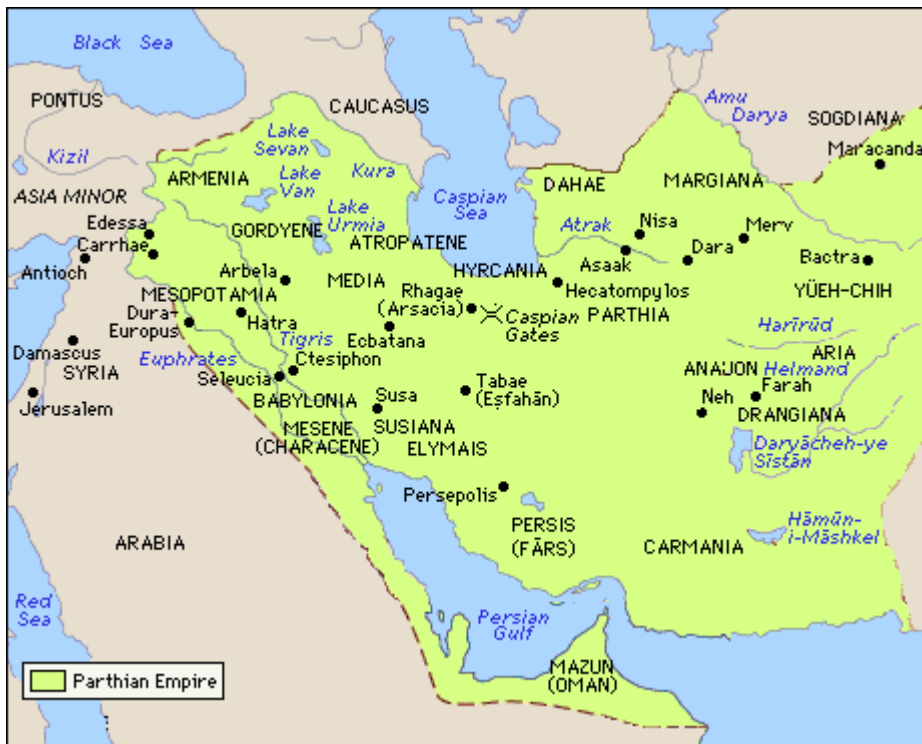 Black Sea
PONTUS
CAUCASUS
Amu
Darya
SOGDIANA
Maracanda
Kizil
Lake
Sevan
ARMENIA
Lake
Van
Kura
DAHAE
MARGIANA
ASIA MINOR
Caspian
Sea
Lake
Urmia
Edessa
GORDYENE
Atrak
Nisa
Merv
Carrhae
ATROPATENE
Dara
Bactra
Antioch
Arbela
MEDIA
HYRCANIA
Asaak
Hecatompylos
YÜEH-CHIH
MESOPOTAMIA
Rhagae
(Arsacia)
PARTHIA
Dura-
Europus
Hatra
Caspian
Gates
Harīrūd
Tigris
Ecbatana
Damascus
Euphrates
Ctesiphon
ARIA
SYRIA
Seleucia
ANAUON
Helmand
Farah
Jerusalem
BABYLONIA
Susa
Tabae
(Eṣfahān)
Neh
DRANGIANA
MESENE
(CHARACENE)
SUSIANA
ELYMAIS
Daryācheh-ye
Sīstān
Persepolis
PERSIS
(FĀRS)
CARMANIA
Hāmūn-
i-Māshkel
ARABIA
Red
Sea
Persian
Gulf
MAZUN
(OMAN)
Parthian Empire